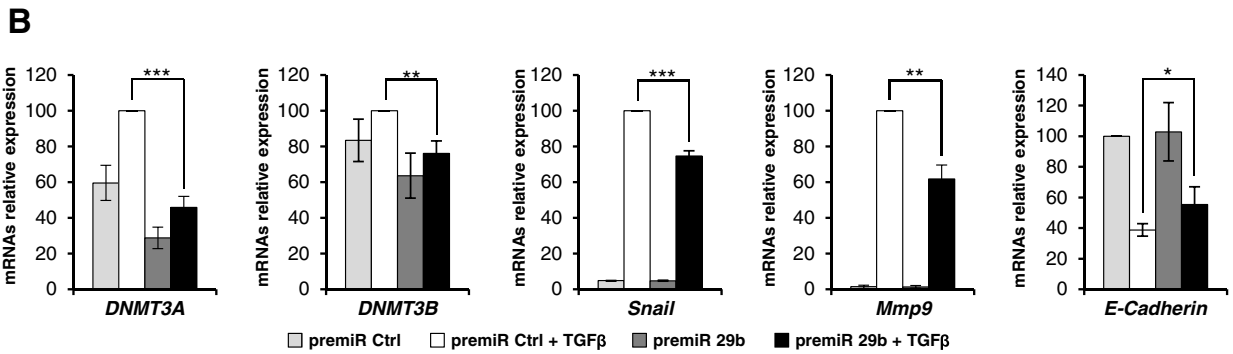 B
mRNAs relative expression
120
100
80
60
40
20
0
***
DNMT3A
mRNAs relative expression
120
100
80
60
40
20
0
**
DNMT3B
mRNAs relative expression
120
100
80
60
40
20
0
***
Snail
mRNAs relative expression
120
100
80
60
40
20
0
**
Mmp9
mRNAs relative expression
140
120
100
80
60
40
20
0
*
E-Cadherin
premiR Ctrl
premiR Ctrl + TGFβ
premiR 29b
premiR 29b + TGFβ